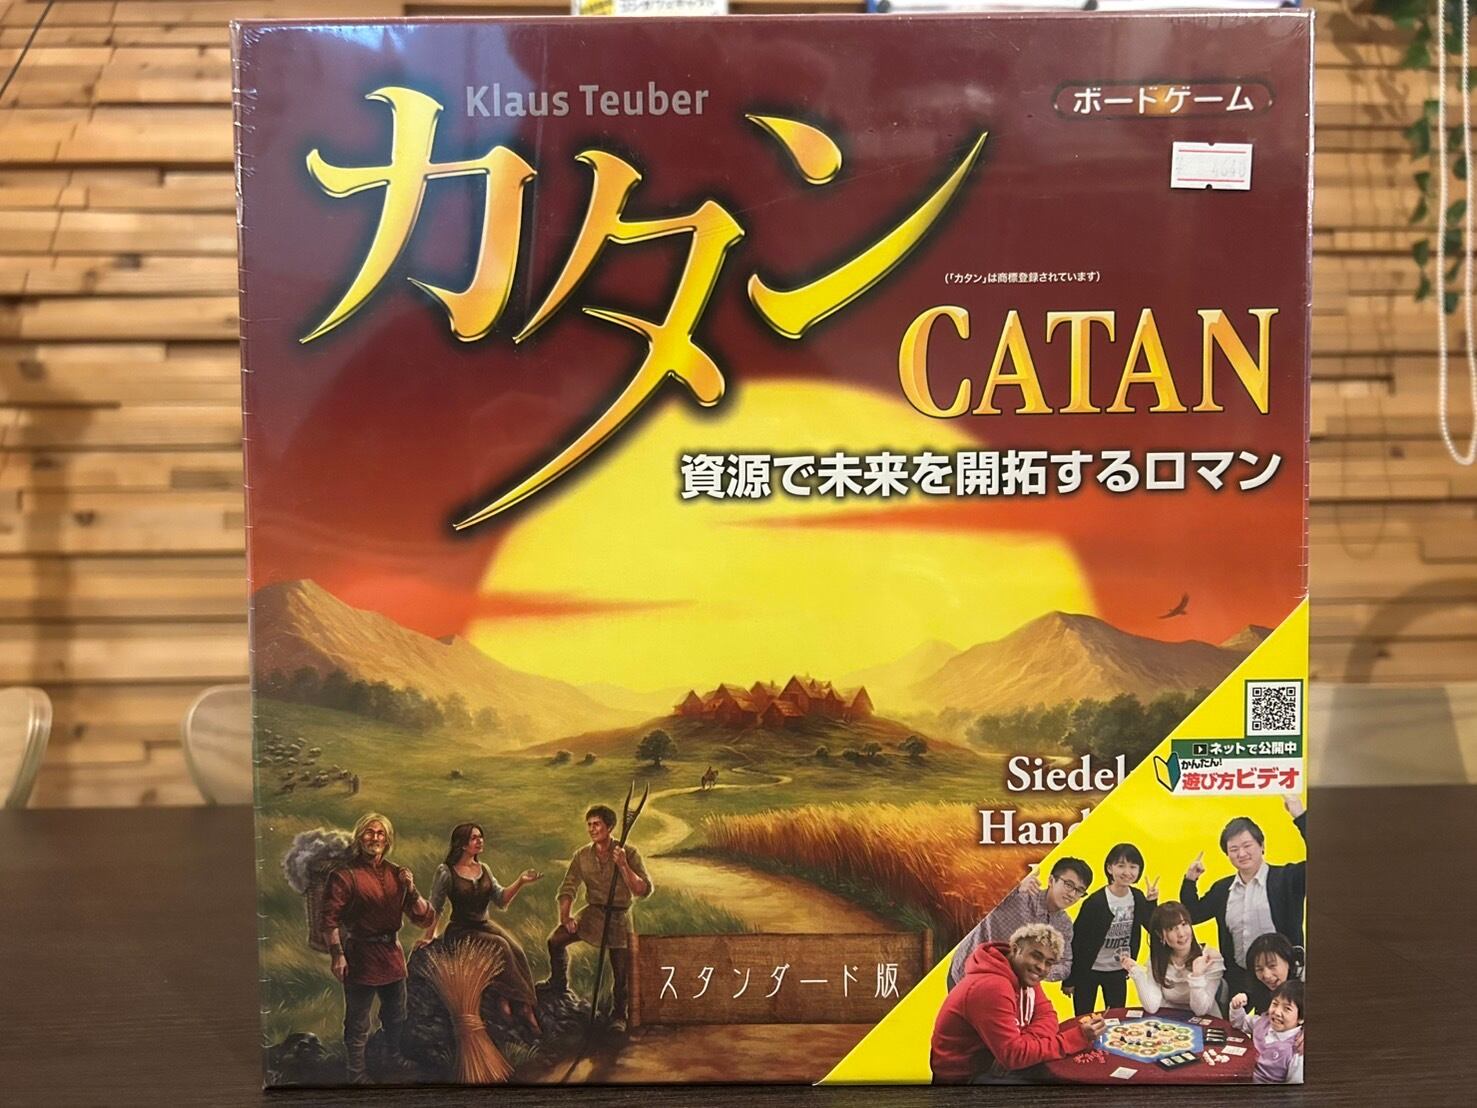 Klaus Teuber
ボードゲーム
カタン
4640
(「カタン」は商標登録されています)
CATAN
資源で未来を開拓するロマン
ネットで公開中
かんたん!
遊び方ビデオ
スタンダード版